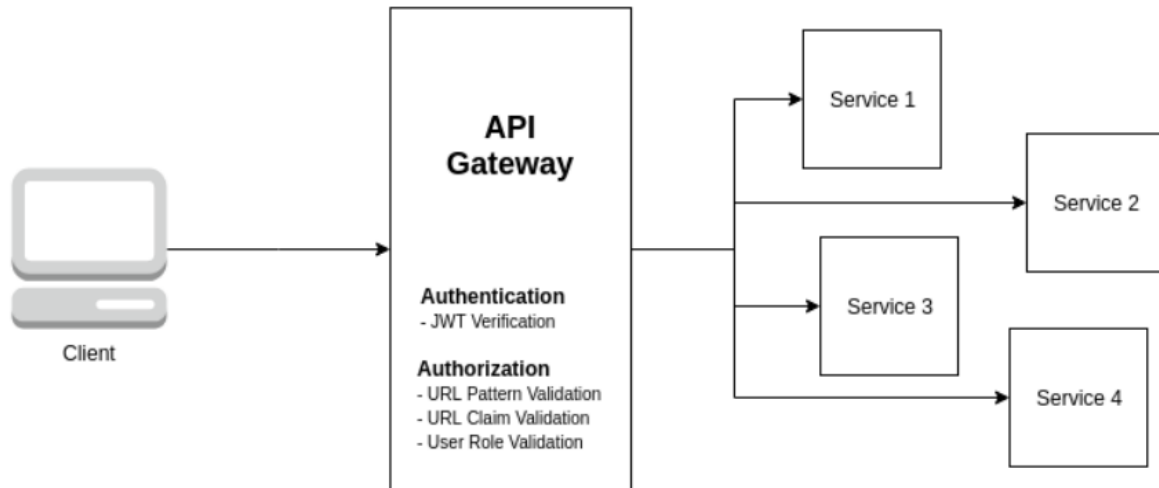 Client
API
Gateway
Authentication
- JWT Verification
Authorization
- URL Pattern Validation
- URL Claim Validation
- User Role Validation
Service 1
Service 2
Service 3
Service 4